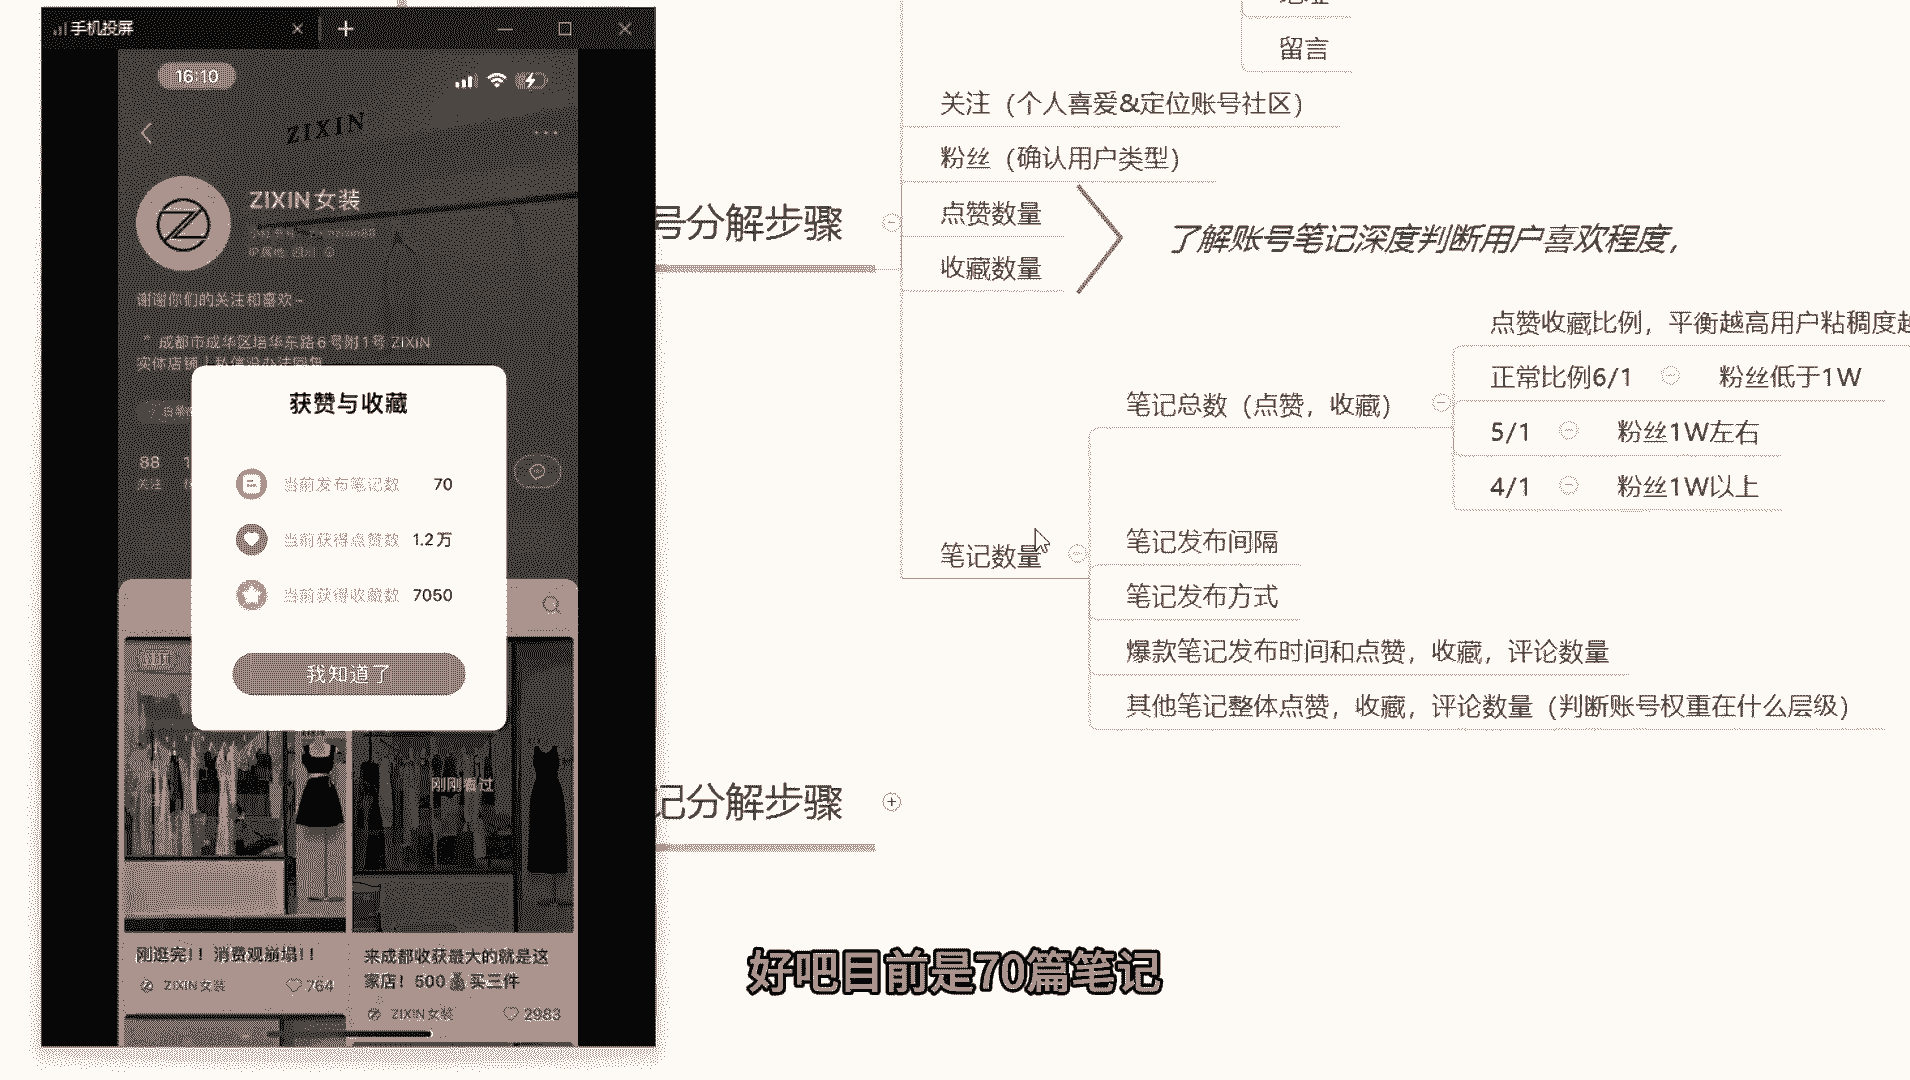 手机投屏
16:10
ZIXIN
ZIXIN女装
谢谢你们的关注和喜欢~
成都市成华区培华东路6号附1号 ZIXIN
实体店铺
88
关注
获赞与收藏
当前发布笔记数 70
当前获得点赞数 1.2万
当前获得收藏数 7050
我知道了
刚刚看过
刚逛完!! 消费观崩塌!!
ZIXIN女装 764
来成都收获最大的就是这
家店! 500💰买三件
ZIXIN女装 2983
留言
关注（个人喜爱&定位账号社区）
粉丝（确认用户类型）
号分解步骤
点赞数量
收藏数量
了解账号笔记深度判断用户喜欢程度,
点赞收藏比例，平衡越高用户粘稠度越
笔记总数（点赞，收藏）
正常比例6/1 粉丝低于1W
5/1 粉丝1W左右
4/1 粉丝1W以上
笔记数量
笔记发布间隔
笔记发布方式
爆款笔记发布时间和点赞，收藏，评论数量
其他笔记整体点赞，收藏，评论数量（判断账号权重在什么层级）
记分解步骤
好吧目前是70篇笔记